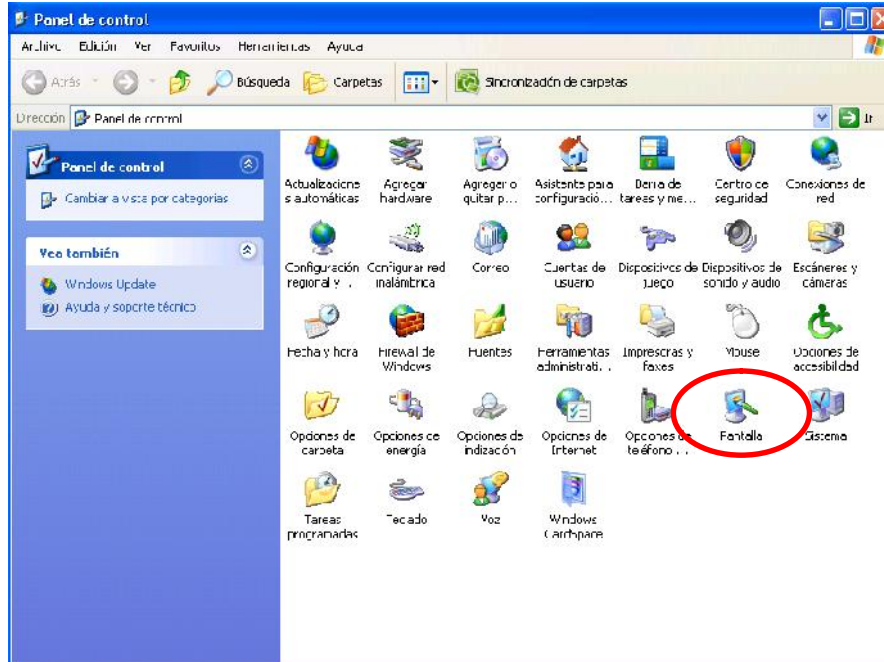 Panel de control
Archivo Edición Ver Favoritos Herramientas Ayuda
Atrás Búsqueda Carpetas Sincronización de carpetas
Dirección Panel de control Ir
Panel de control
Cambiar a vista por categorías
Vea también
Windows Update
Ayuda y soporte técnico
Actualizacione Agregar Agregar o Asistente para Barra de Centro de Conexiones de
s automáticas hardware quitar p... configuració... tareas y me... seguridad red
Configuración Configurar red Correo Cuentas de Dispositivos de Dispositivos de Escáneres y
regional y ... inalámbrica usuario juego sonido y audio cámaras
Fecha y hora Firewall de Fuentes Herramientas Impresoras y Mouse Opciones de
Windows administrati... faxes accesibilidad
Opciones de Opciones de Opciones de Opciones de Opciones de Pantalla Sistema
carpeta energía indización Internet teléfono ...
Tareas Teclado Voz Windows
programadas CardSpace